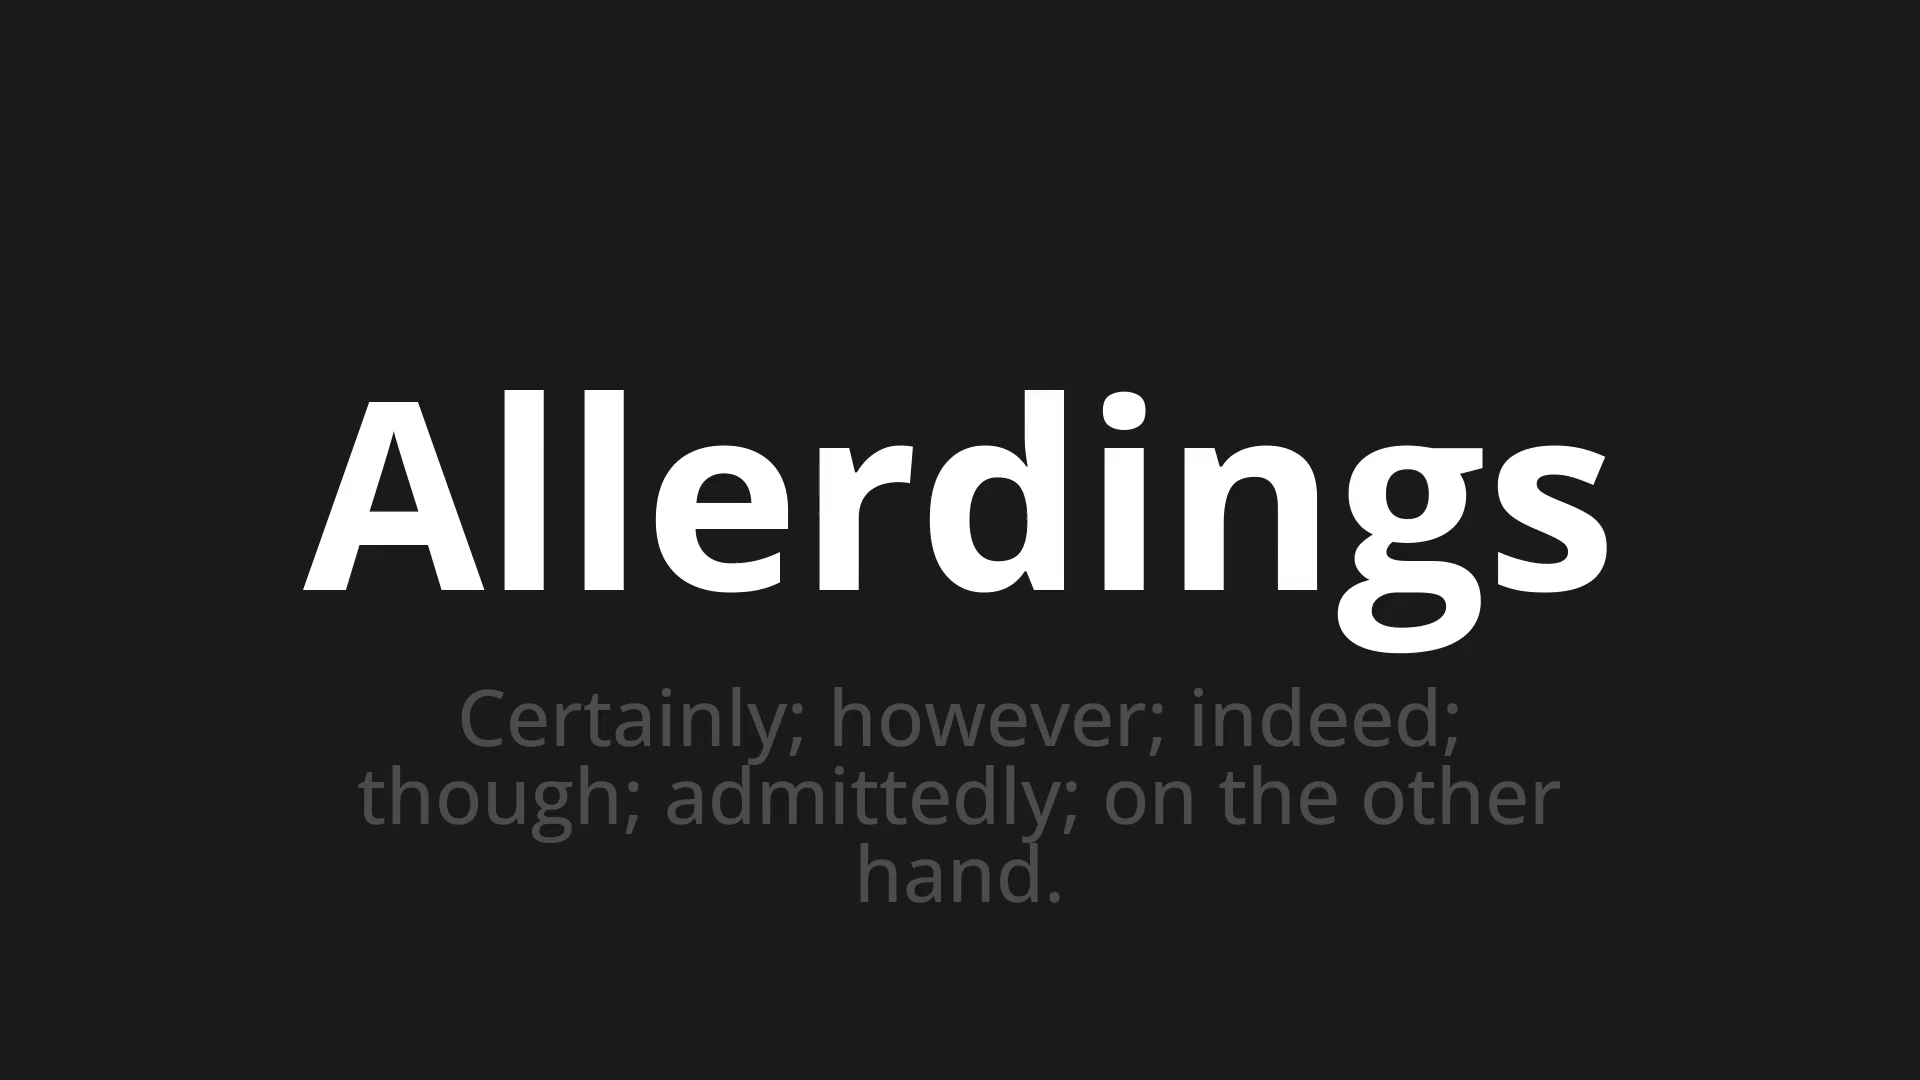 Allerdings
Certainly; however; indeed;
though; admittedly; on the other
hand.